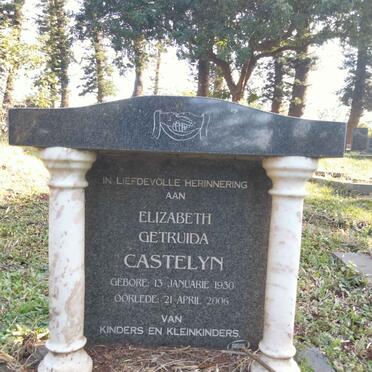 IN LIEFDEVOLLE HERINNERING
AAN
ELIZABETH
GETRUIDA
CASTELYN
GEBORE: 13 JANUARIE 1930
OORLEDE: 21 APRIL 2006
VAN
KINDERS EN KLEINKINDERS.